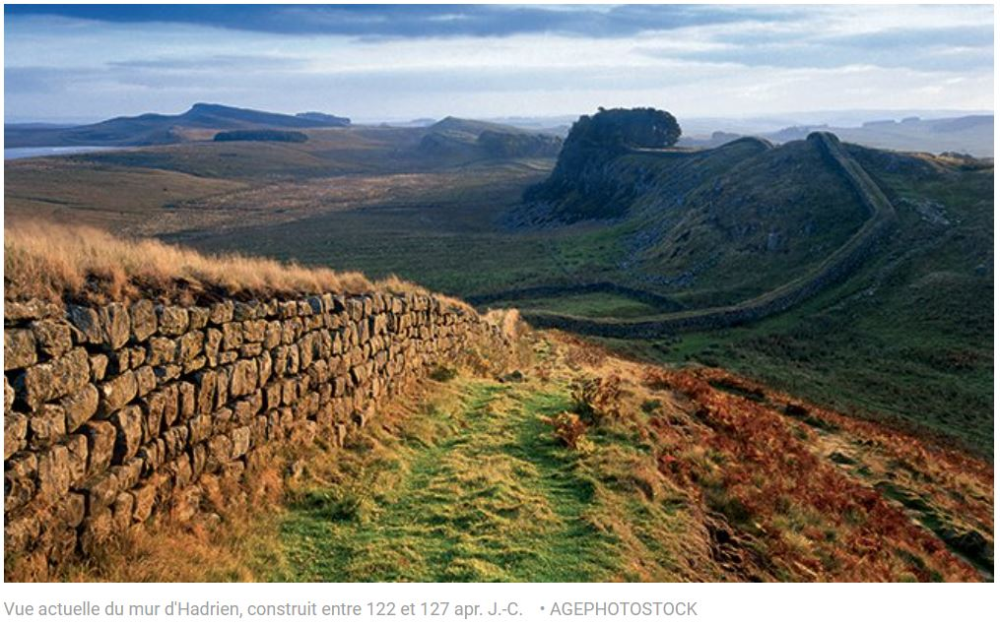 Vue actuelle du mur d'Hadrien, construit entre 122 et 127 apr. J.-C. • AGEPHOTOSTOCK